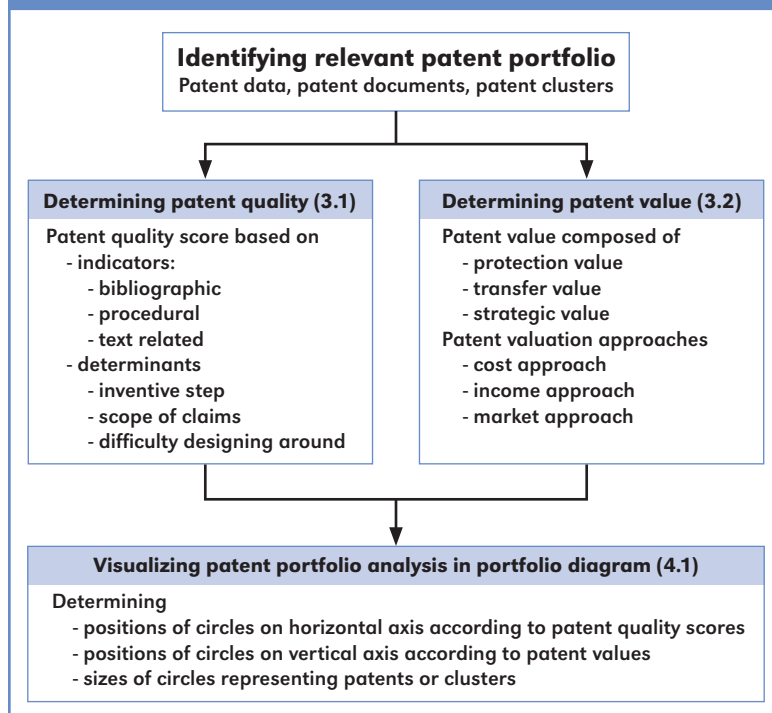 Identifying relevant patent portfolio
Patent data, patent documents, patent clusters
Determining patent quality (3.1)
Patent quality score based on
- indicators:
- bibliographic
- procedural
- text related
- determinants
- inventive step
- scope of claims
- difficulty designing around
Determining patent value (3.2)
Patent value composed of
- protection value
- transfer value
- strategic value
Patent valuation approaches
- cost approach
- income approach
- market approach
Visualizing patent portfolio analysis in portfolio diagram (4.1)
Determining
- positions of circles on horizontal axis according to patent quality scores
- positions of circles on vertical axis according to patent values
- sizes of circles representing patents or clusters